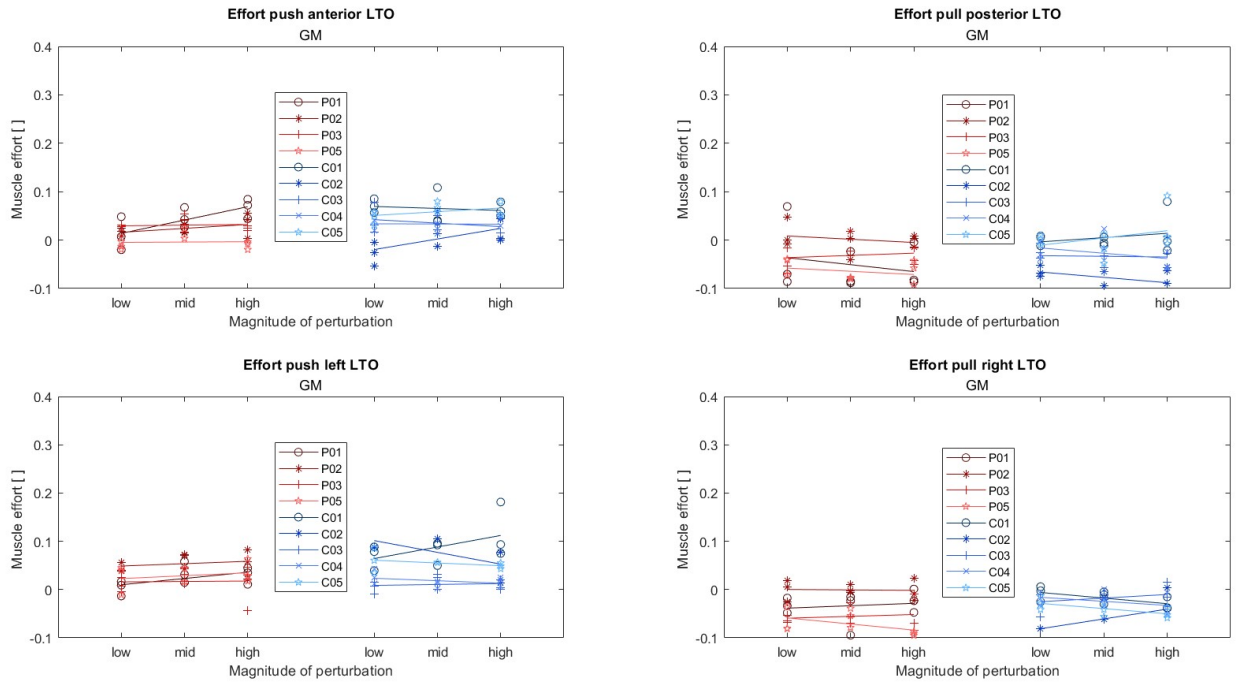 Effort push anterior LTO
GM
0.4
0.3
0.2
0.1
0
-0.1
Muscle effort [ ]
low mid high low mid high
Magnitude of perturbation
P01
P02
P03
P05
C01
C02
C03
C04
C05
Effort pull posterior LTO
GM
0.4
0.3
0.2
0.1
0
-0.1
Muscle effort [ ]
low mid high low mid high
Magnitude of perturbation
P01
P02
P03
P05
C01
C02
C03
C04
C05
Effort push left LTO
GM
0.4
0.3
0.2
0.1
0
-0.1
Muscle effort [ ]
low mid high low mid high
Magnitude of perturbation
P01
P02
P03
P05
C01
C02
C03
C04
C05
Effort pull right LTO
GM
0.4
0.3
0.2
0.1
0
-0.1
Muscle effort [ ]
low mid high low mid high
Magnitude of perturbation
P01
P02
P03
P05
C01
C02
C03
C04
C05